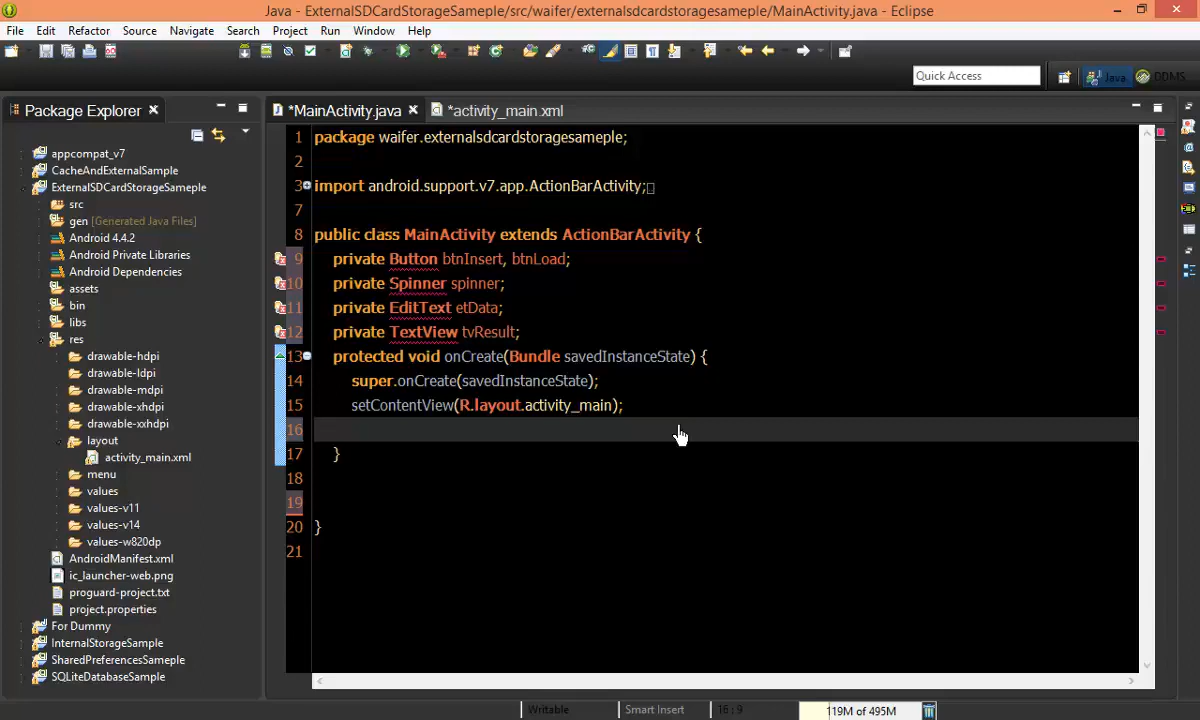 Java - ExternalSDCardStorageSameple/src/waifer/externalsdcardstoragesameple/MainActivity.java - Eclipse
File Edit Refactor Source Navigate Search Project Run Window Help
Quick Access
Java
DDMS
Package Explorer
appcompat_v7
CacheAndExternalSample
ExternalSDCardStorageSameple
src
gen [Generated Java Files]
Android 4.4.2
Android Private Libraries
Android Dependencies
assets
bin
libs
res
drawable-hdpi
drawable-ldpi
drawable-mdpi
drawable-xhdpi
drawable-xxhdpi
layout
activity_main.xml
menu
values
values-v11
values-v14
values-w820dp
AndroidManifest.xml
ic_launcher-web.png
proguard-project.txt
project.properties
For Dummy
InternalStorageSample
SharedPreferencesSameple
SQLiteDatabaseSample
*MainActivity.java
*activity_main.xml
1 package waifer.externalsdcardstoragesameple;
2
3 import android.support.v7.app.ActionBarActivity;
7
8 public class MainActivity extends ActionBarActivity {
9 private Button btnInsert, btnLoad;
10 private Spinner spinner;
11 private EditText etData;
12 private TextView tvResult;
13 protected void onCreate(Bundle savedInstanceState) {
14 super.onCreate(savedInstanceState);
15 setContentView(R.layout.activity_main);
16
17 }
18
19
20 }
21
Writable
Smart Insert
16 : 9
119M of 495M